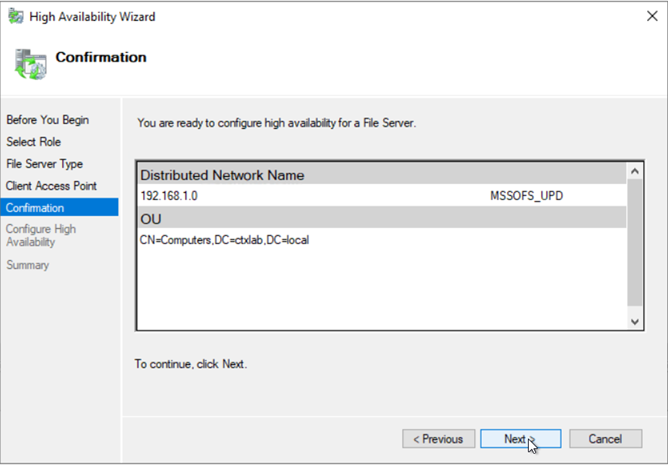 High Availability Wizard
Confirmation
Before You Begin
Select Role
File Server Type
Client Access Point
Confirmation
Configure High
Availability
Summary
You are ready to configure high availability for a File Server.
Distributed Network Name
192.168.1.0 MSSOFS_UPD
OU
CN=Computers,DC=ctxlab,DC=local
To continue, click Next.
< Previous Next > Cancel